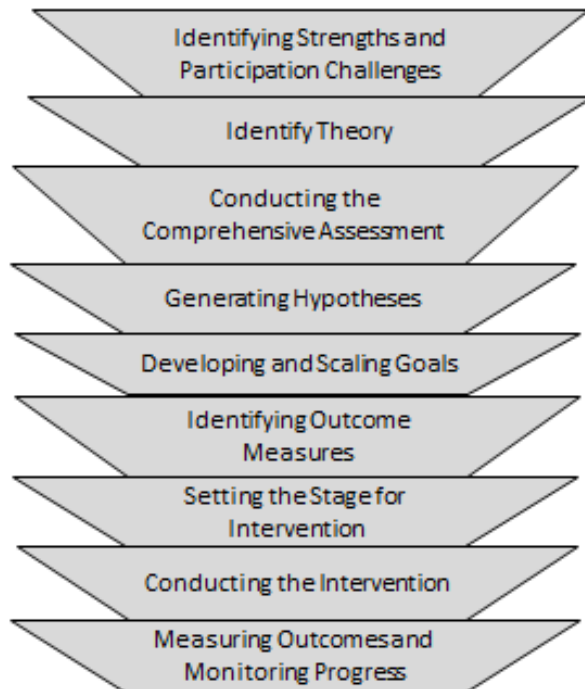 Identifying Strengths and
Participation Challenges
Identify Theory
Conducting the
Comprehensive Assessment
Generating Hypotheses
Developing and Scaling Goals
Identifying Outcome
Measures
Setting the Stage for
Intervention
Conducting the Intervention
Measuring Outcomes and
Monitoring Progress